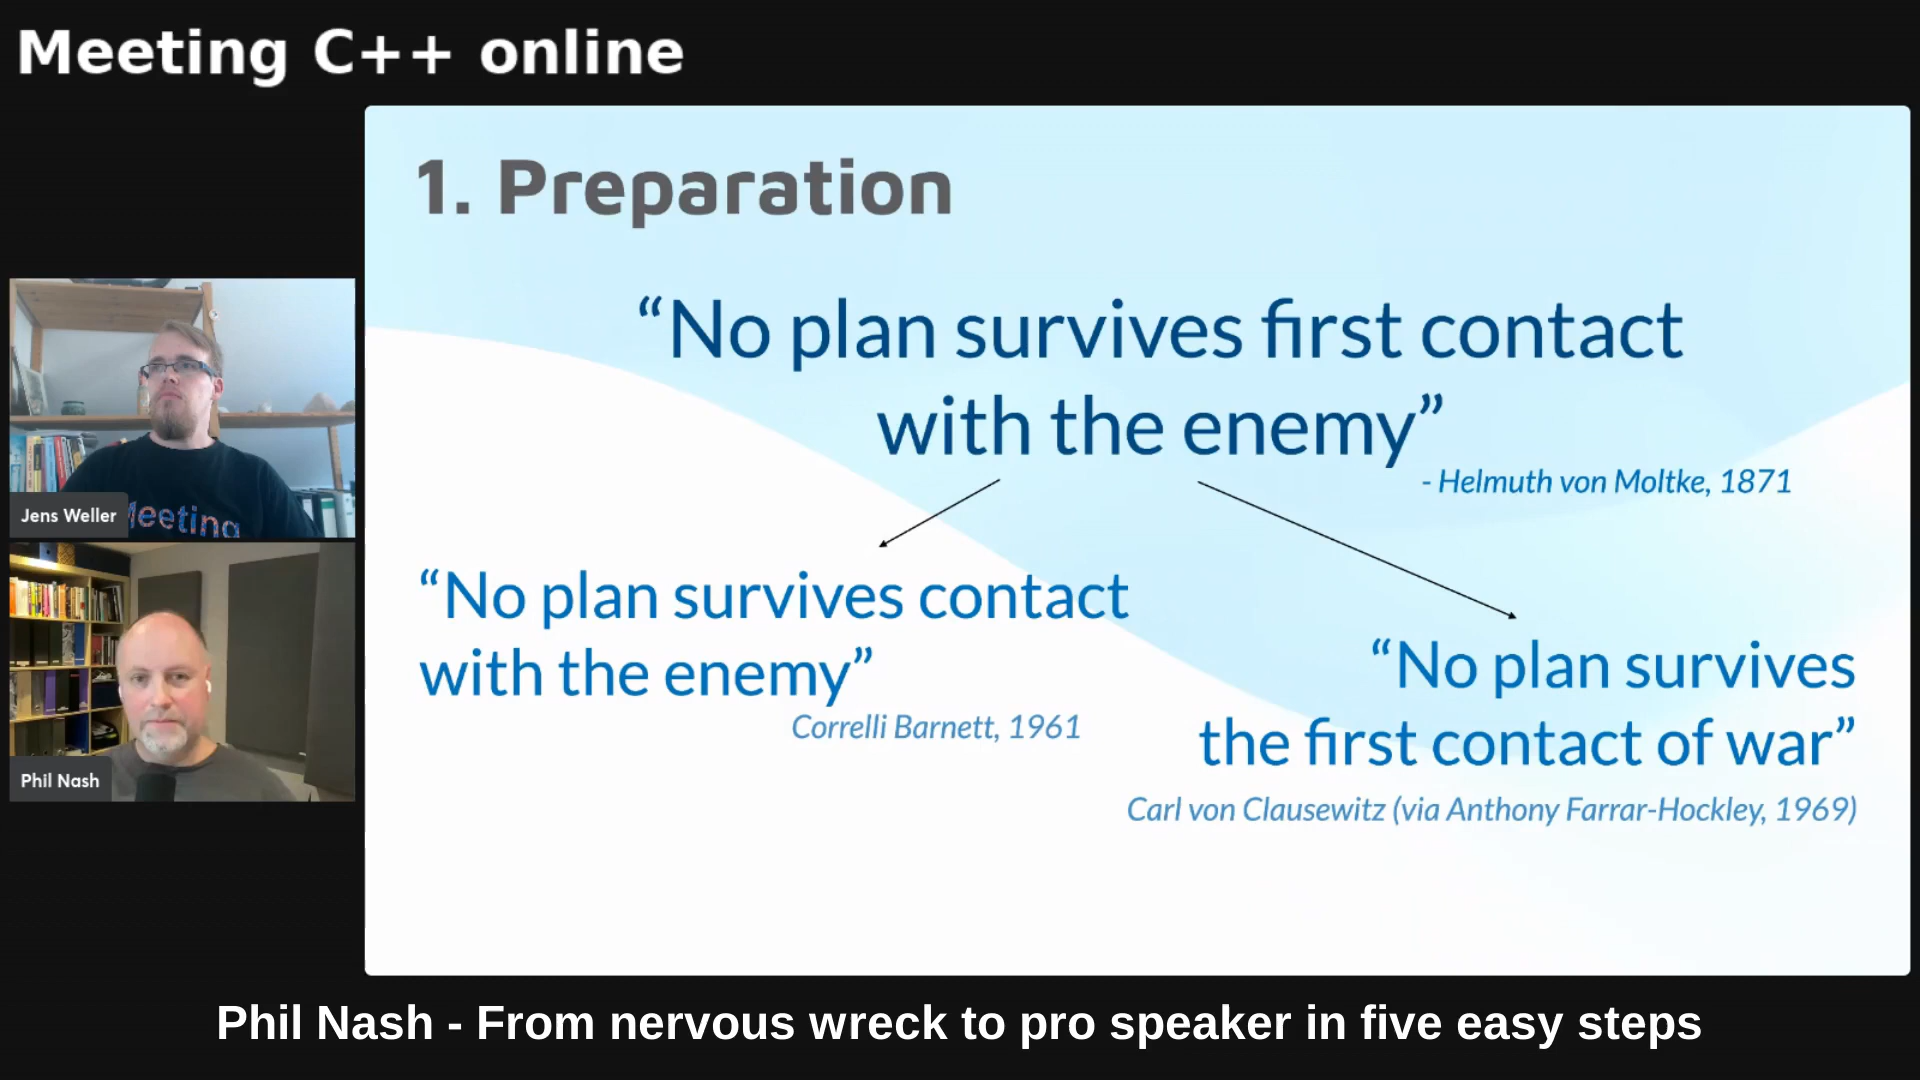 Meeting C++ online
1. Preparation
“No plan survives first contact
with the enemy”
- Helmuth von Moltke, 1871
“No plan survives contact
with the enemy”
Correlli Barnett, 1961
“No plan survives
the first contact of war”
Carl von Clausewitz (via Anthony Farrar-Hockley, 1969)
Meeting
Jens Weller
Phil Nash
Phil Nash - From nervous wreck to pro speaker in five easy steps